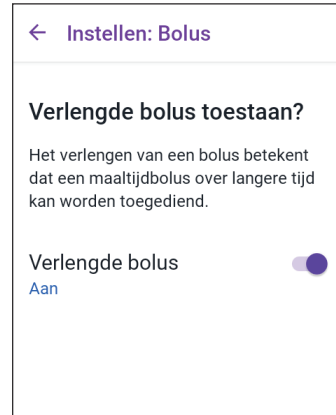 Instellen: Bolus
Verlengde bolus toestaan?
Het verlengen van een bolus betekent
dat een maaltijdbolus over langere tijd
kan worden toegediend.
Verlengde bolus
Aan